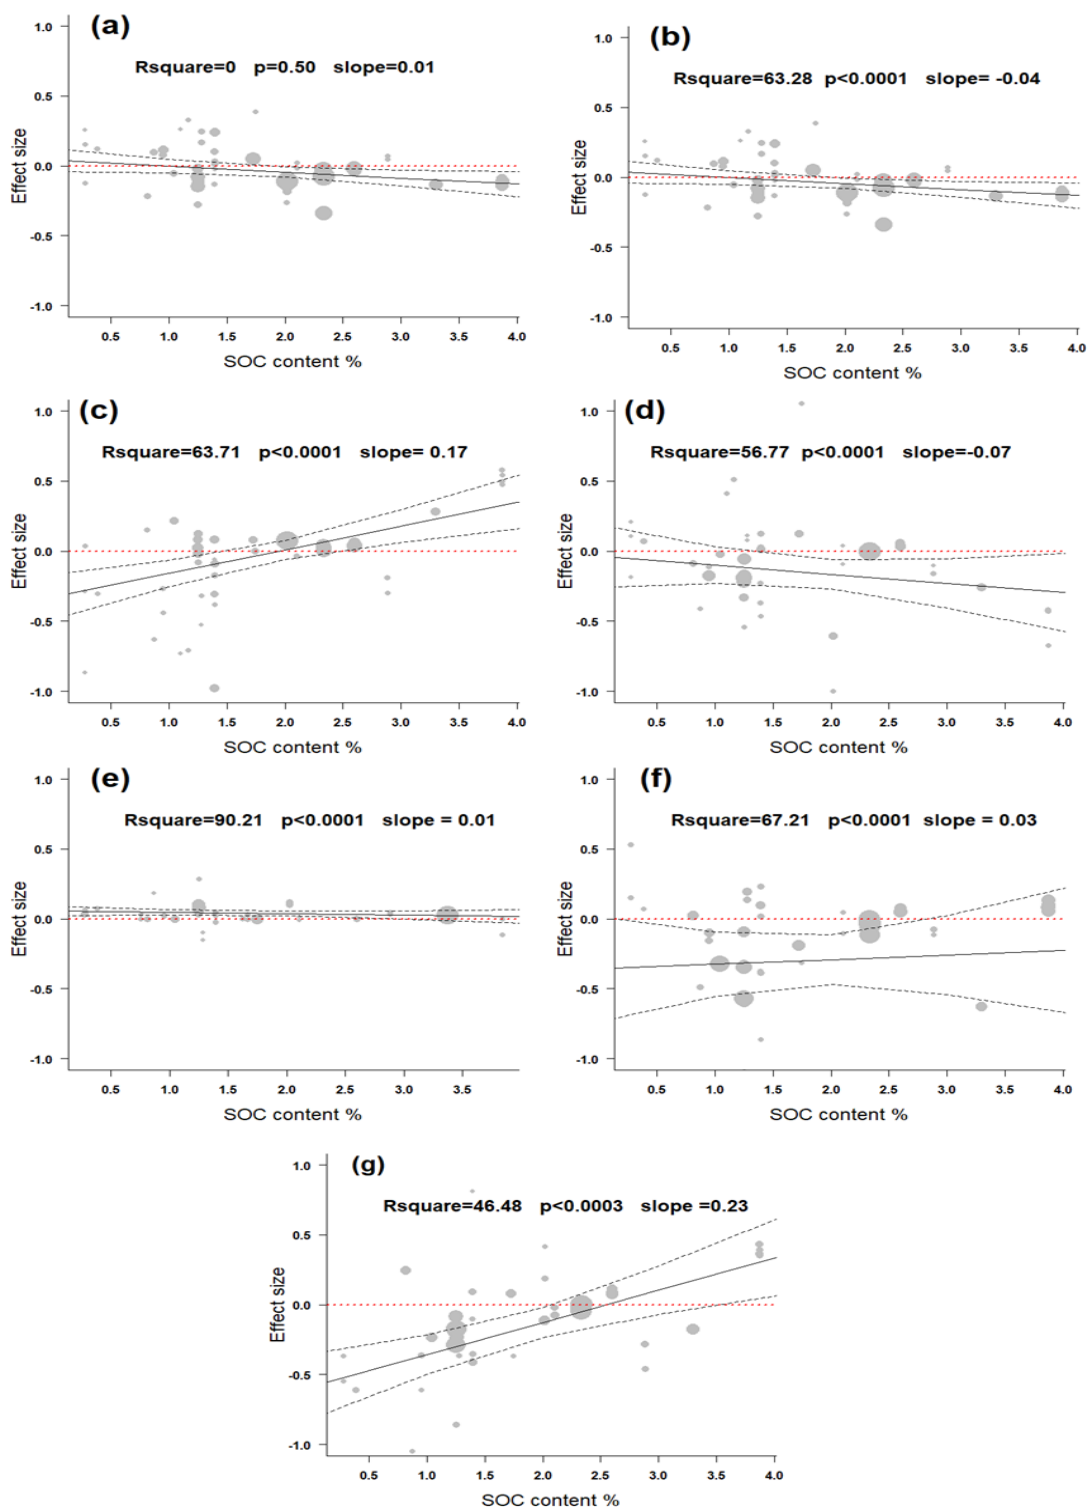 (a)
Rsquare=0 p=0.50 slope=0.01
Effect size
1.0
0.5
0.0
-0.5
-1.0
0.5 1.0 1.5 2.0 2.5 3.0 3.5 4.0
SOC content %
(b)
Rsquare=63.28 p<0.0001 slope= -0.04
Effect size
1.0
0.5
0.0
-0.5
-1.0
0.5 1.0 1.5 2.0 2.5 3.0 3.5 4.0
SOC content %
(c)
Rsquare=63.71 p<0.0001 slope= 0.17
Effect size
1.0
0.5
0.0
-0.5
-1.0
0.5 1.0 1.5 2.0 2.5 3.0 3.5 4.0
SOC content %
(d)
Rsquare=56.77 p<0.0001 slope=-0.07
Effect size
1.0
0.5
0.0
-0.5
-1.0
0.5 1.0 1.5 2.0 2.5 3.0 3.5 4.0
SOC content %
(e)
Rsquare=90.21 p<0.0001 slope = 0.01
Effect size
1.0
0.5
0.0
-0.5
-1.0
0.5 1.0 1.5 2.0 2.5 3.0 3.5
SOC content %
(f)
Rsquare=67.21 p<0.0001 slope = 0.03
Effect size
1.0
0.5
0.0
-0.5
-1.0
0.5 1.0 1.5 2.0 2.5 3.0 3.5 4.0
SOC content %
(g)
Rsquare=46.48 p<0.0003 slope =0.23
Effect size
1.0
0.5
0.0
-0.5
-1.0
0.5 1.0 1.5 2.0 2.5 3.0 3.5 4.0
SOC content %